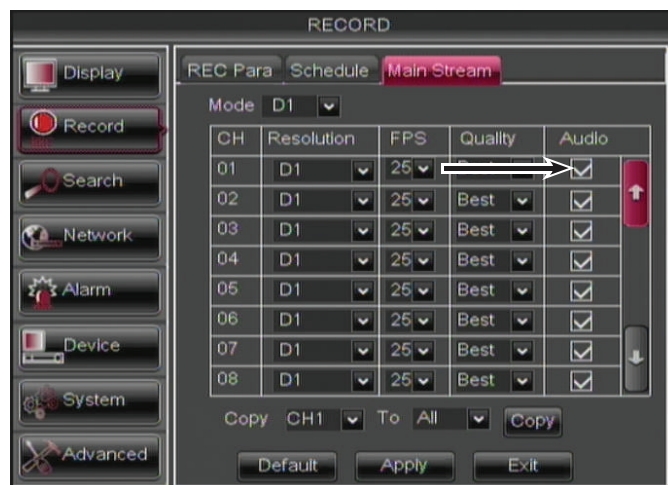 RECORD
Display
Record
REC
Search
Network
Alarm
Device
System
Advanced
REC Para Schedule Main Stream
Mode D1
CH Resolution FPS Quality Audio
01 D1 25
02 D1 25 Best
03 D1 25 Best
04 D1 25 Best
05 D1 25 Best
06 D1 25 Best
07 D1 25 Best
08 D1 25 Best
Copy CH1 To All Copy
Default Apply Exit